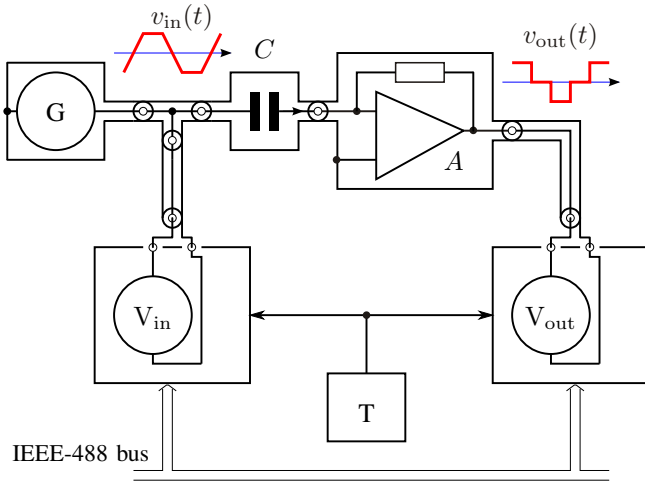 v_in(t)
C
v_out(t)
G
A
V_in
V_out
T
IEEE-488 bus